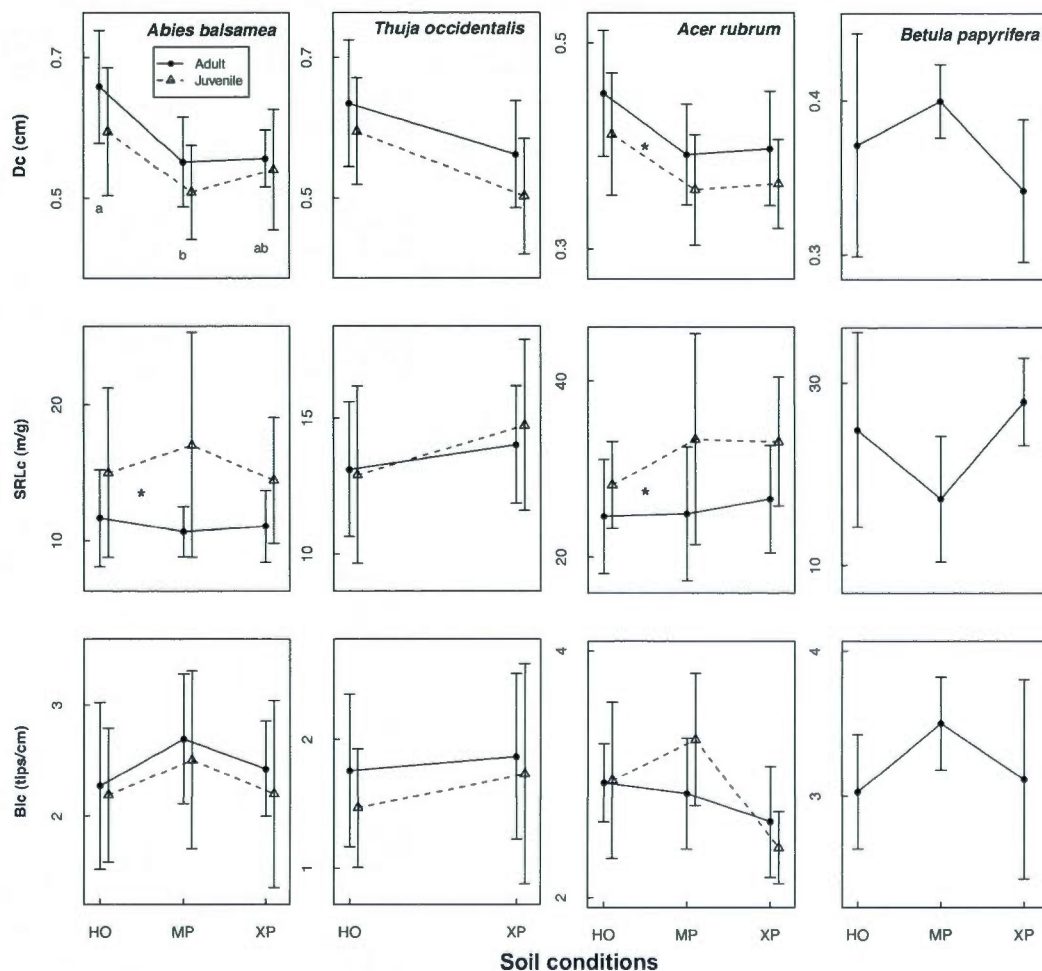 Abies balsamea
Thuja occidentalis
Acer rubrum
Betula papyrifera
Adult
Juvenile
Dc (cm)
0.7
0.5
a
b
ab
0.7
0.5
0.5
0.3
*
0.4
0.3
SRLc (m/g)
20
10
*
15
10
40
20
*
30
10
BIc (tips/cm)
3
2
2
1
4
2
4
3
HO MP XP
HO XP
HO MP XP
HO MP XP
Soil conditions